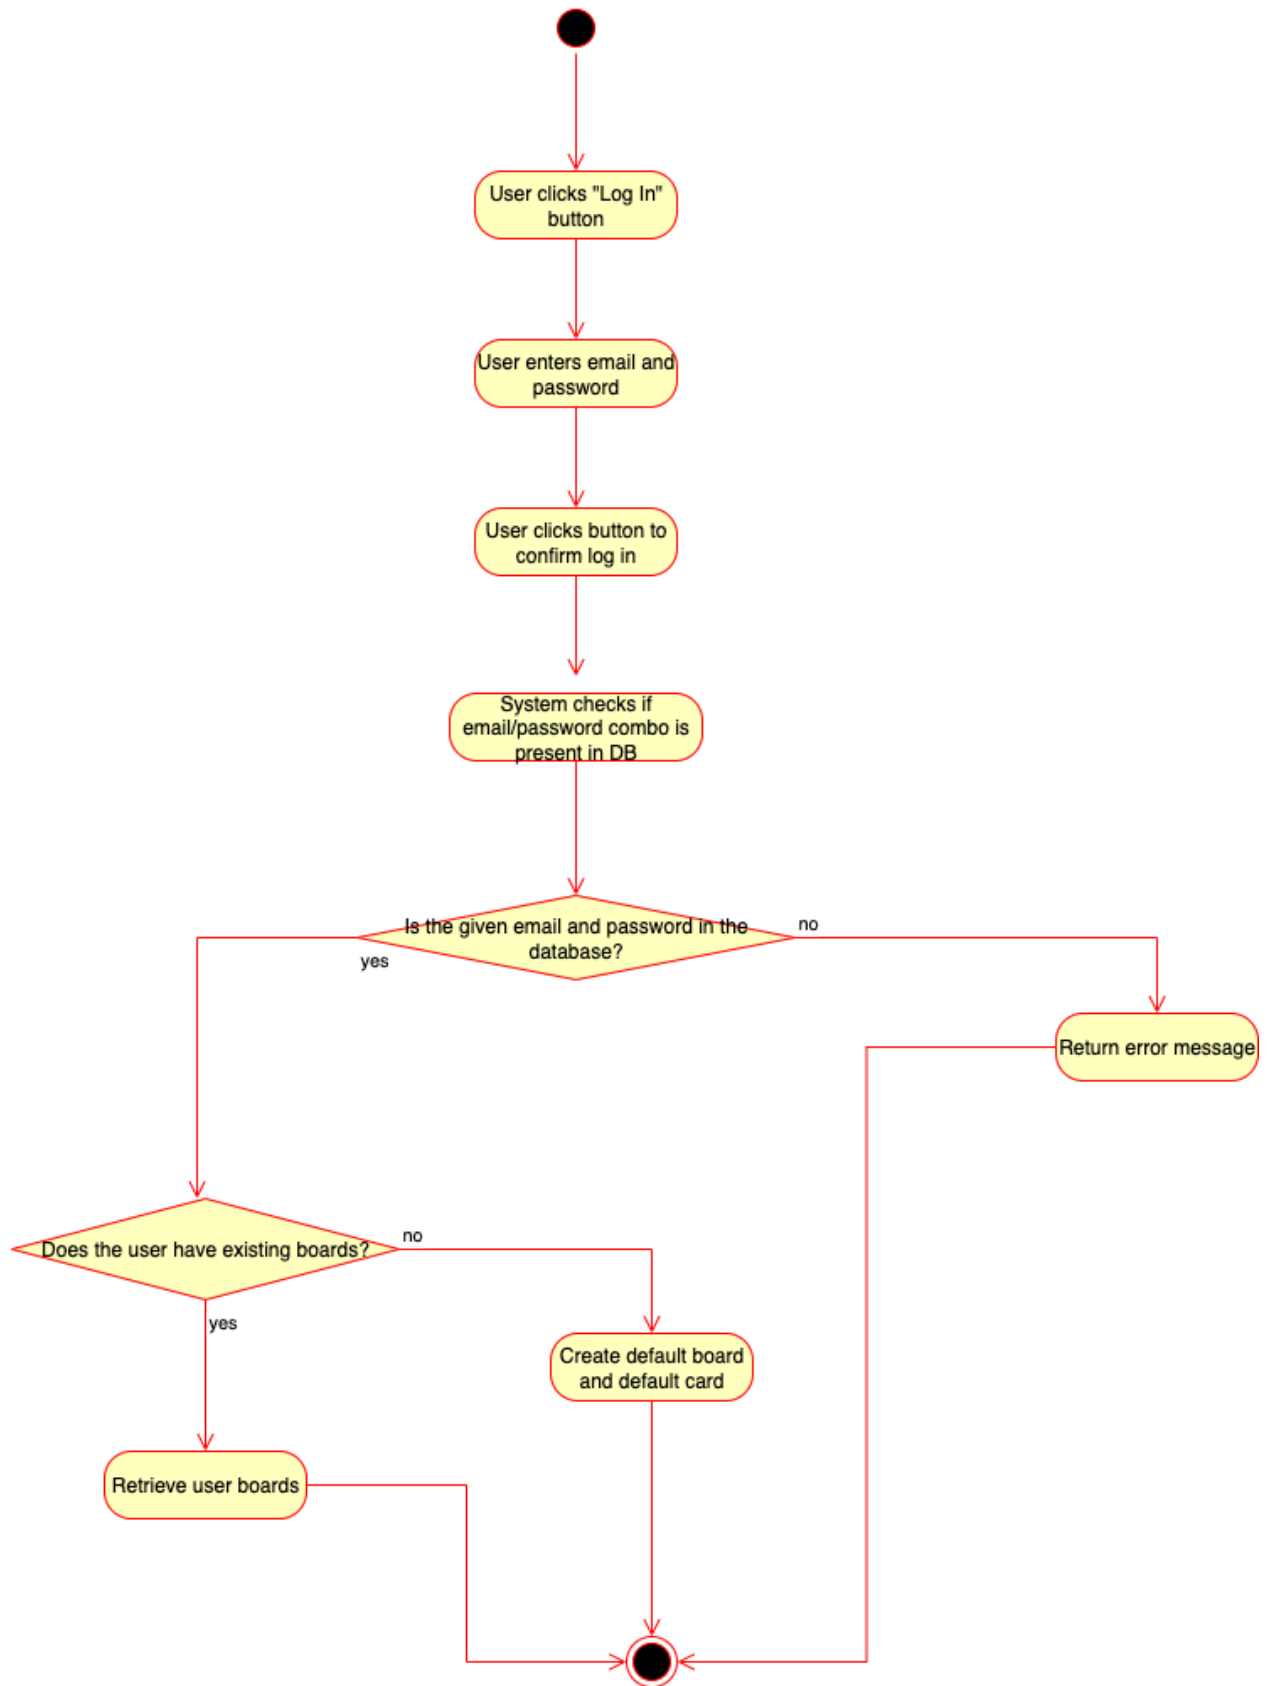 User clicks "Log In"
button
User enters email and
password
User clicks button to
confirm log in
System checks if
email/password combo is
present in DB
Is the given email and password in the
database?
no
yes
Return error message
Does the user have existing boards?
no
yes
Create default board
and default card
Retrieve user boards